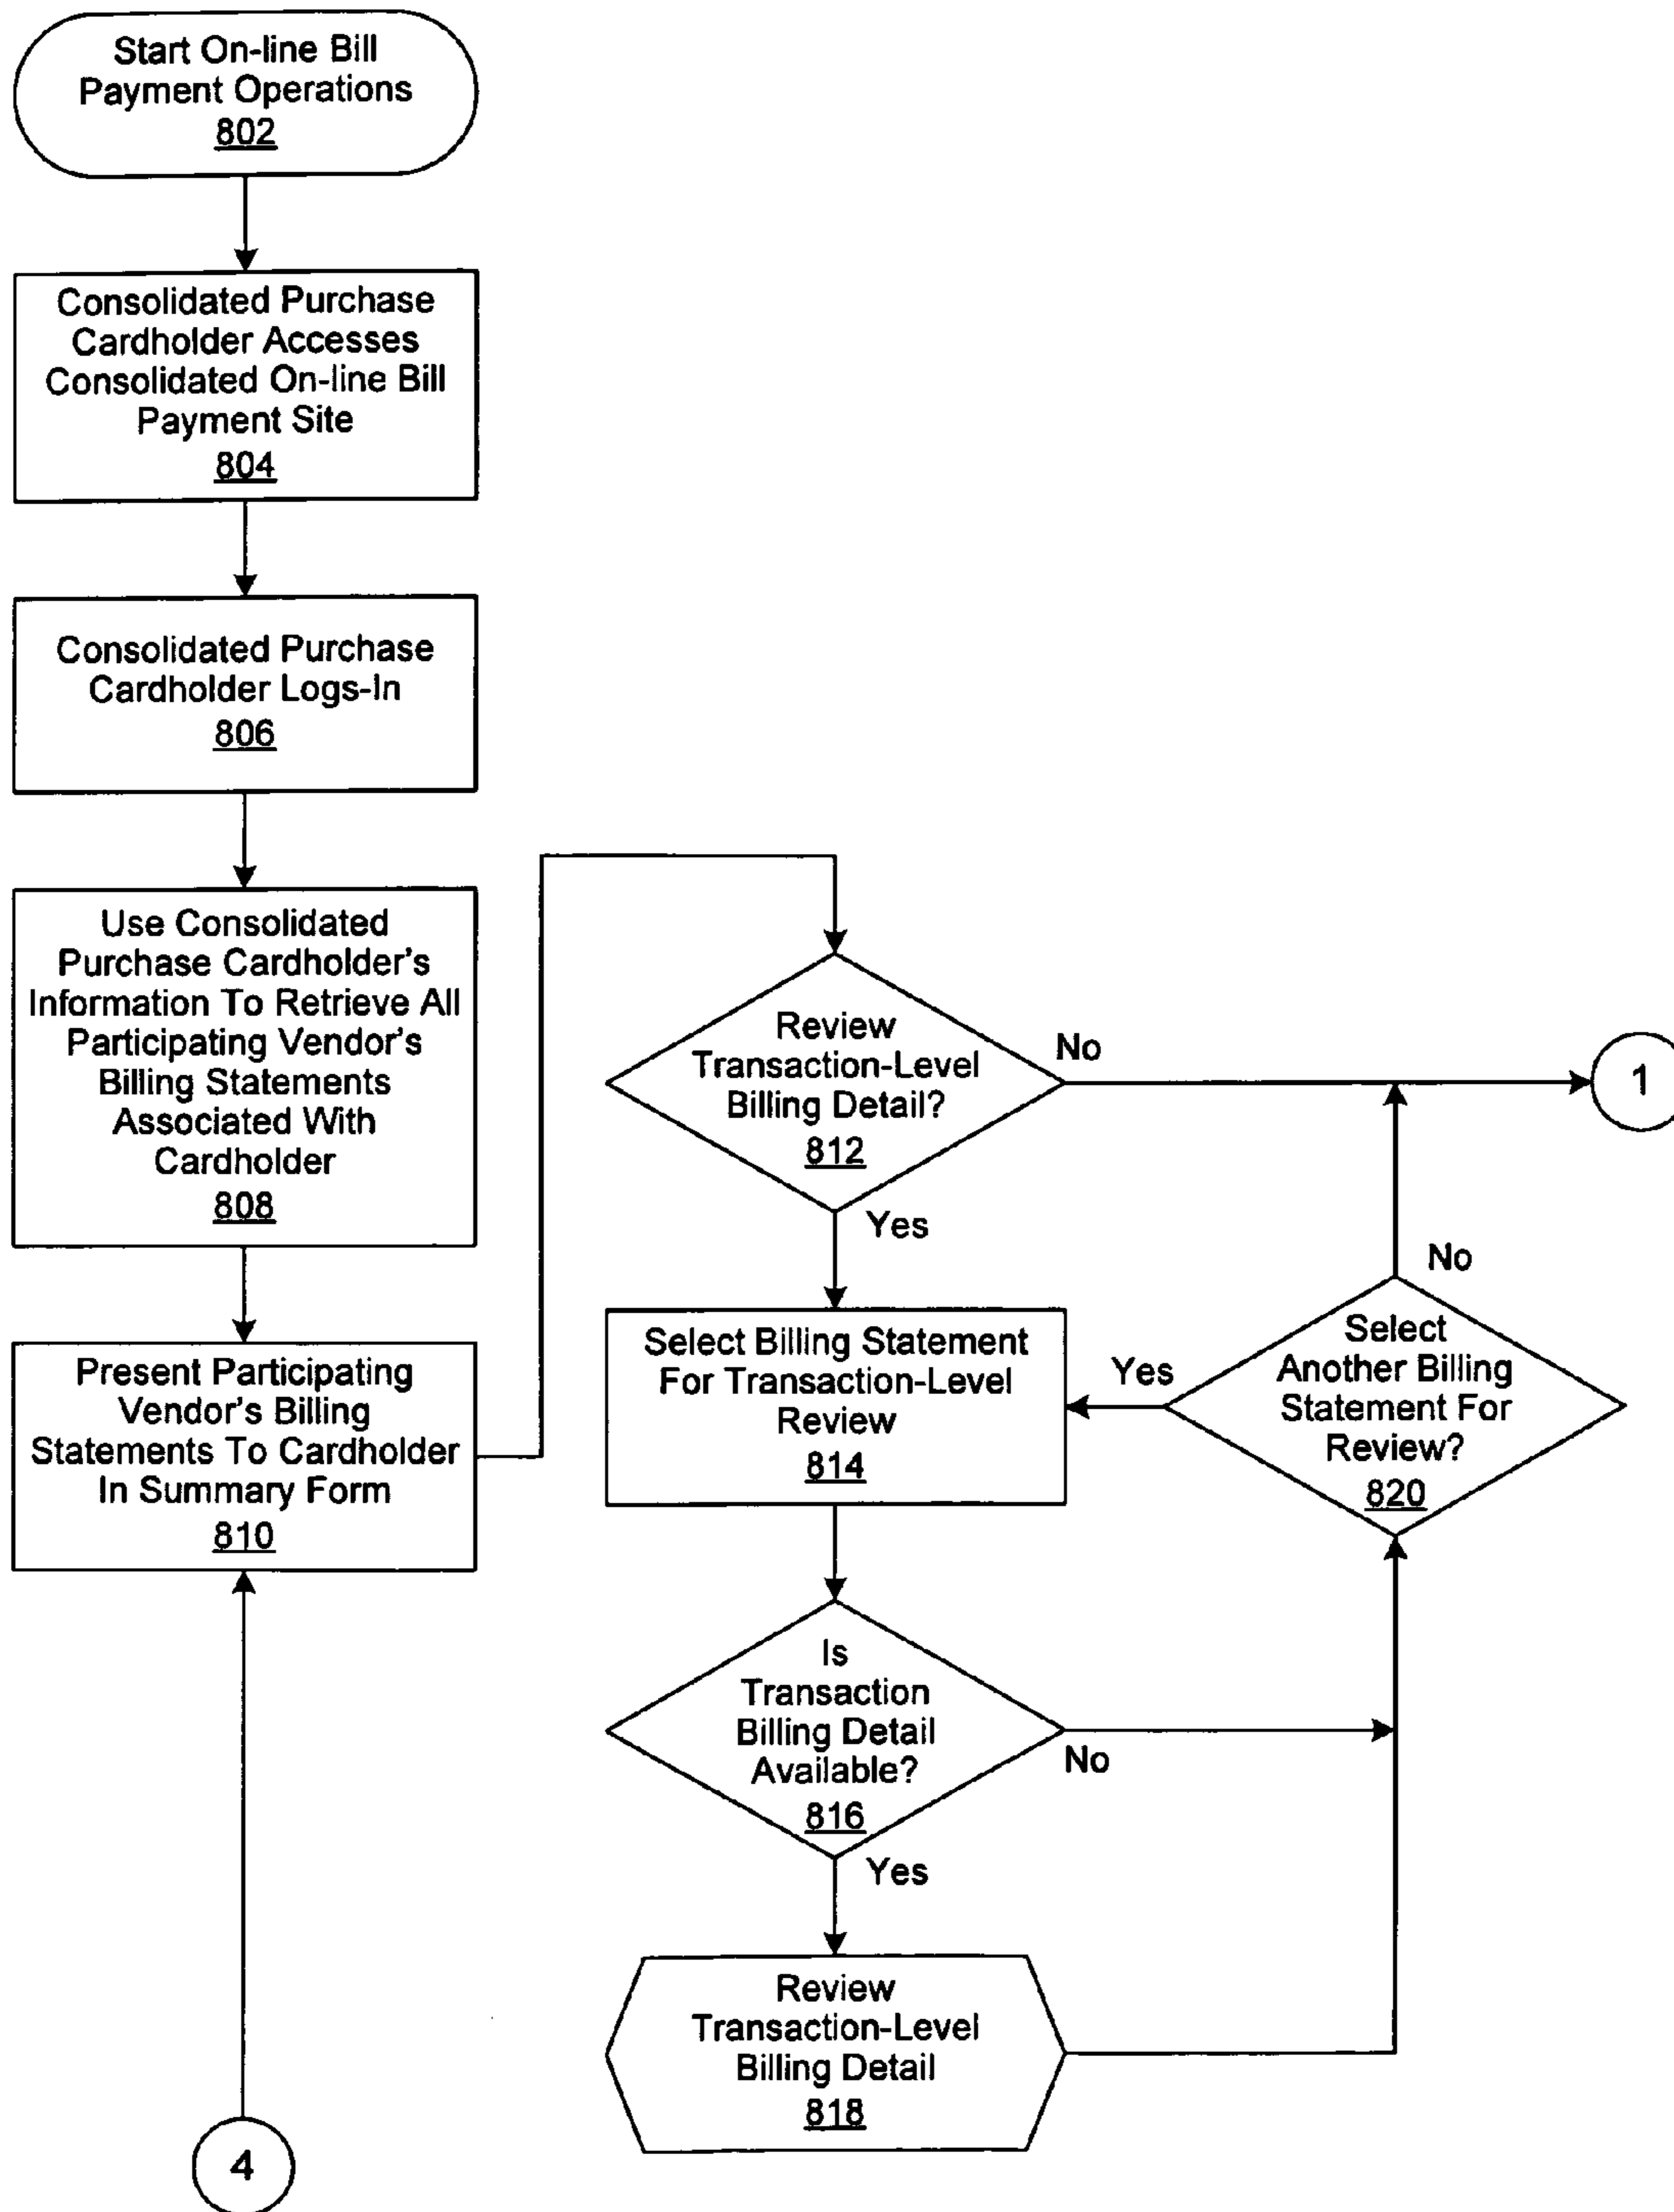 Start On-line Bill
Payment Operations
802
Consolidated Purchase
Cardholder Accesses
Consolidated On-line Bill
Payment Site
804
Consolidated Purchase
Cardholder Logs-In
806
Use Consolidated
Purchase Cardholder's
Information To Retrieve All
Participating Vendor's
Billing Statements
Associated With
Cardholder
808
Present Participating
Vendor's Billing
Statements To Cardholder
In Summary Form
810
4
Review
Transaction-Level
Billing Detail?
812
No
1
Yes
Select Billing Statement
For Transaction-Level
Review
814
Yes
Select
Another Billing
Statement For
Review?
820
No
Is
Transaction
Billing Detail
Available?
816
No
Yes
Review
Transaction-Level
Billing Detail
818